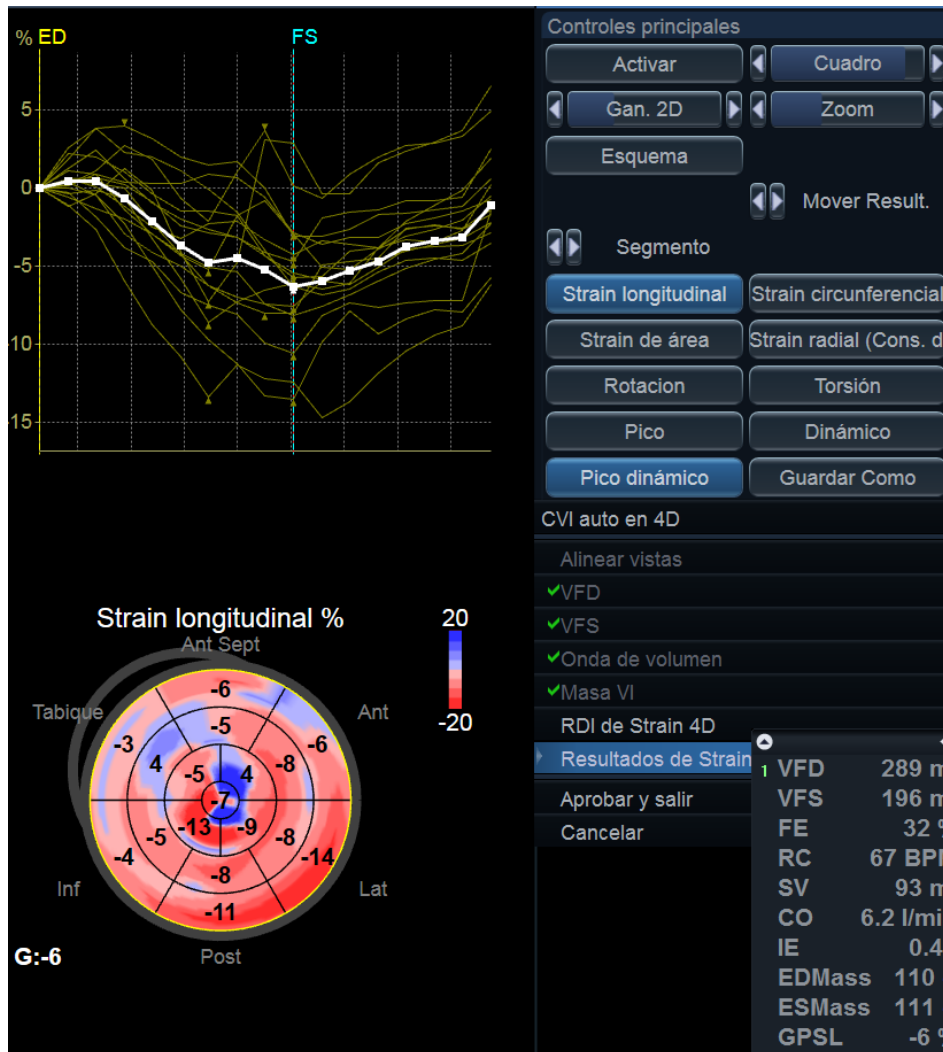 % ED FS
5
0
-5
-10
-15
Strain longitudinal %
20
-20
Ant Sept
Tabique
Ant
Inf
Lat
Post
-6
-5
-3
4
-5
4
-8
-6
-7
-13
-9
-5
-8
-4
-14
-8
-11
G:-6
Controles principales
Activar Cuadro
Gan. 2D Zoom
Esquema
Mover Result.
Segmento
Strain longitudinal Strain circunferencial
Strain de área Strain radial (Cons. d
Rotacion Torsión
Pico Dinámico
Pico dinámico Guardar Como
CVI auto en 4D
Alinear vistas
VFD
VFS
Onda de volumen
Masa VI
RDI de Strain 4D
Resultados de Strain
Aprobar y salir
Cancelar
1 VFD 289 m
VFS 196 m
FE 32 %
RC 67 BPM
SV 93 m
CO 6.2 l/mi
IE 0.4
EDMass 110
ESMass 111
GPSL -6 %